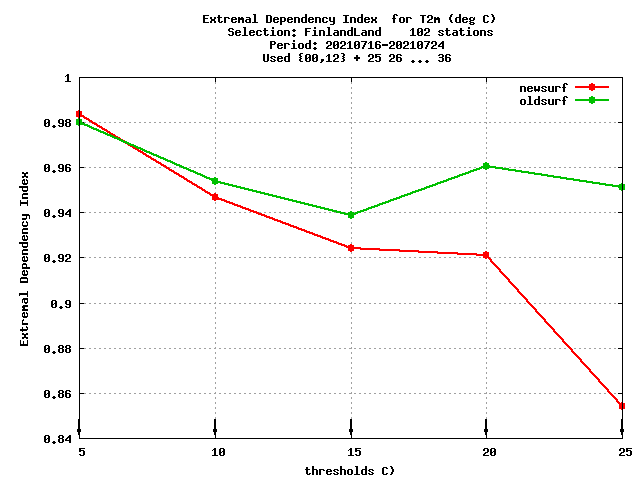 Extremal Dependency Index  for T2m (deg C)
Selection: FinlandLand    102 stations
Period: 20210716-20210724
Used {00,12} + 25 26 ... 36
newsurf
oldsurf
Extremal Dependency Index
1
0.98
0.96
0.94
0.92
0.9
0.88
0.86
0.84
5 10 15 20 25
thresholds C)